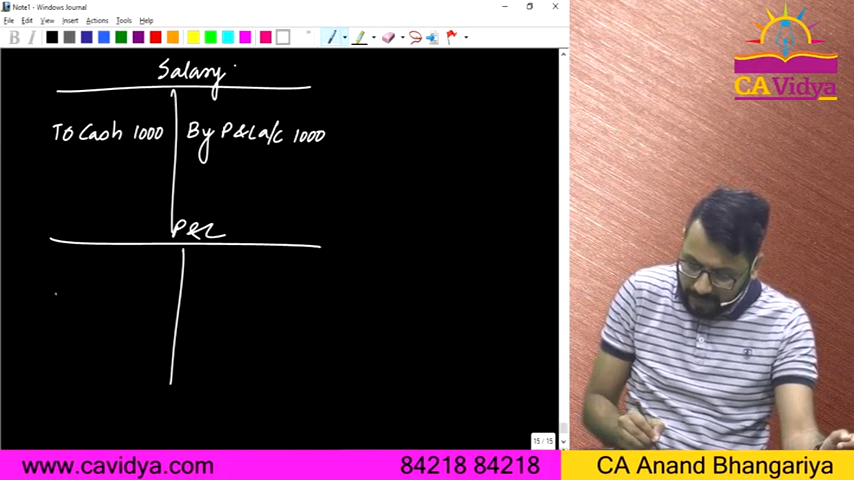 Note1 - Windows Journal
File Edit View Insert Actions Tools Help
B I
Salary
To Cash 1000 By P&L a/c 1000
P&L
15 / 15
CA Vidya
www.cavidya.com 84218 84218 CA Anand Bhangariya